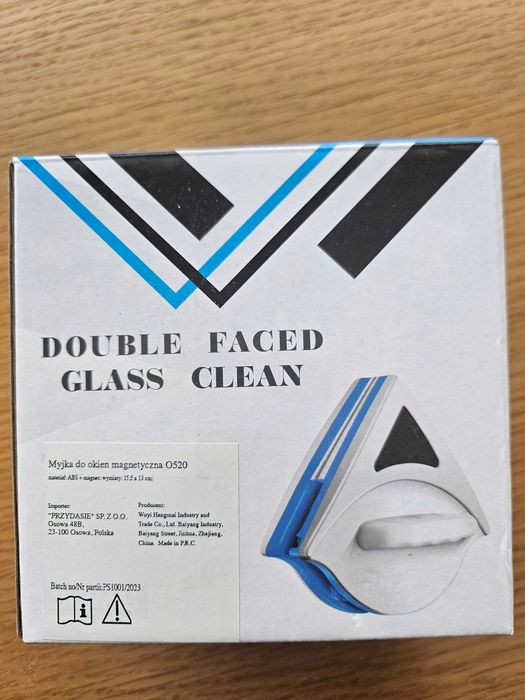 DOUBLE FACED
GLASS CLEAN
Myjka do okien magnetyczna O520
materiał: ABS + magnes; wymiary: 15,5 x 13 cm;
Importer:
"PRZYDASIE" SP. Z O.O.
Osowa 48B,
23-100 Osowa, Polska
Producent:
Wuyi Hengmai Industry and
Trade Co., Ltd. Baiyang Industry,
Baiyang Street, Jinhua, Zhejiang,
China. Made in P.R.C.
Batch no/Nr partii:PS1001/2023